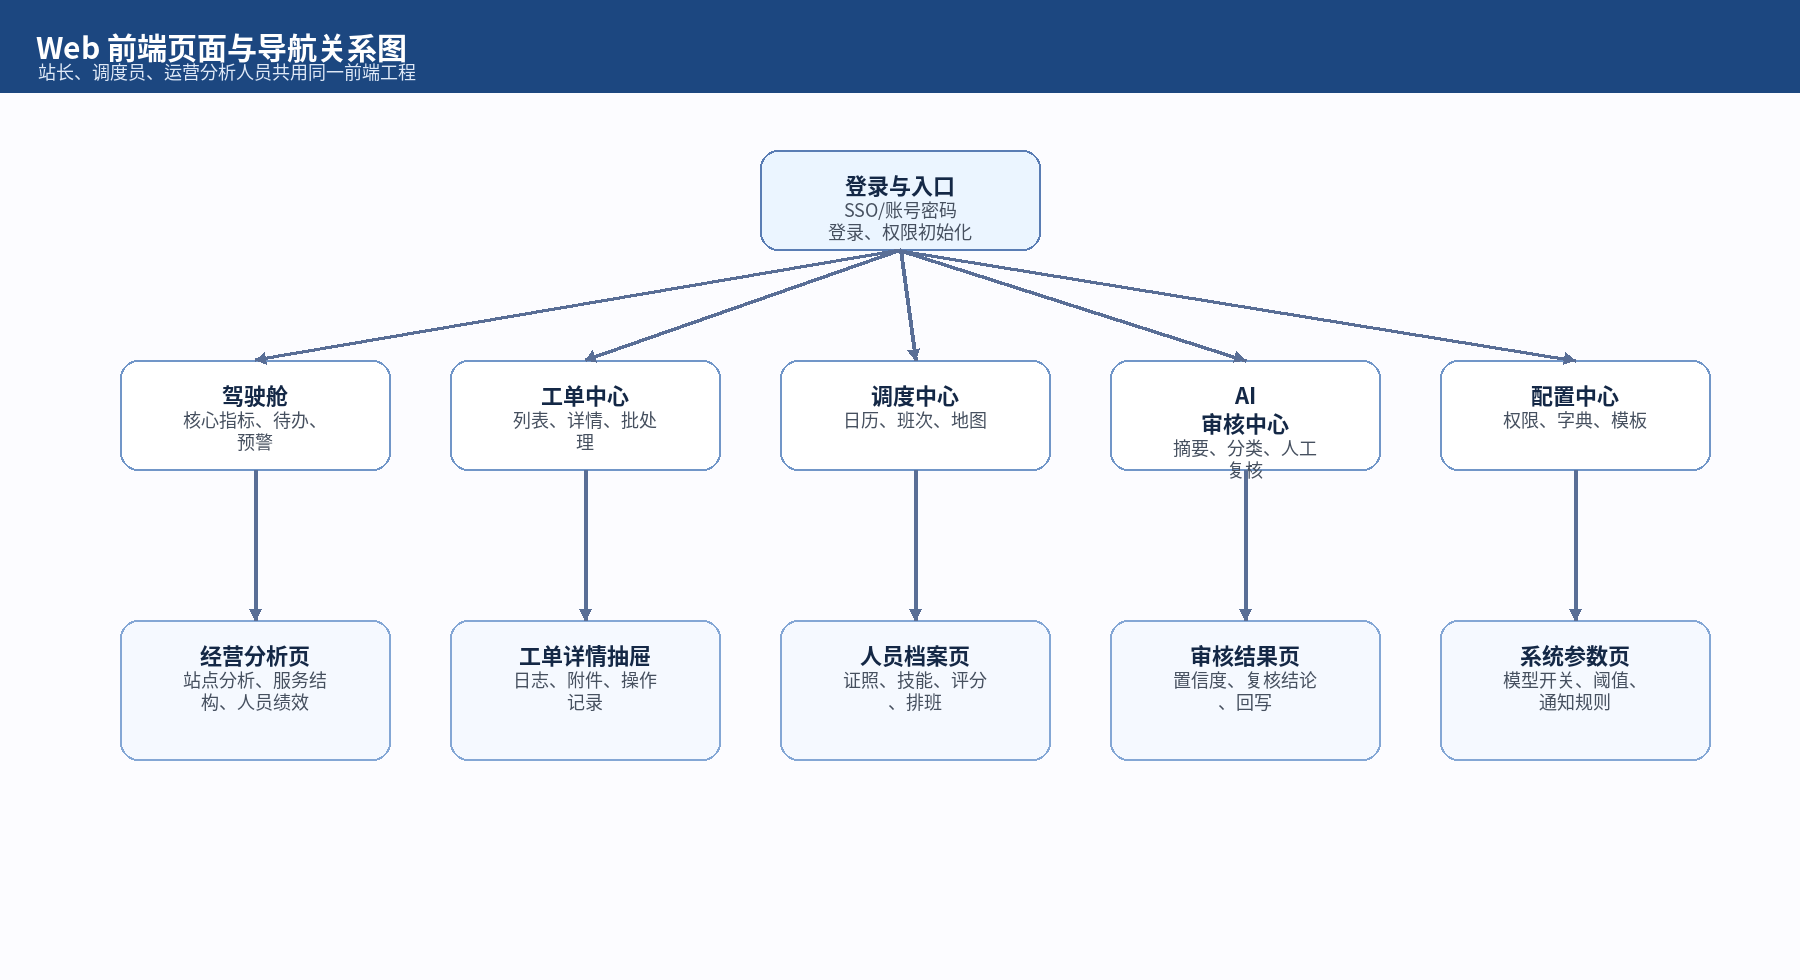 Web 前端页面与导航关系图
站长、调度员、运营分析人员共用同一前端工程
登录与入口
SSO/账号密码
登录、权限初始化
驾驶舱
核心指标、待办、
预警
工单中心
列表、详情、批处
理
调度中心
日历、班次、地图
AI
审核中心
摘要、分类、人工
复核
配置中心
权限、字典、模板
经营分析页
站点分析、服务结
构、人员绩效
工单详情抽屉
日志、附件、操作
记录
人员档案页
证照、技能、评分
、排班
审核结果页
置信度、复核结论
、回写
系统参数页
模型开关、阈值、
通知规则